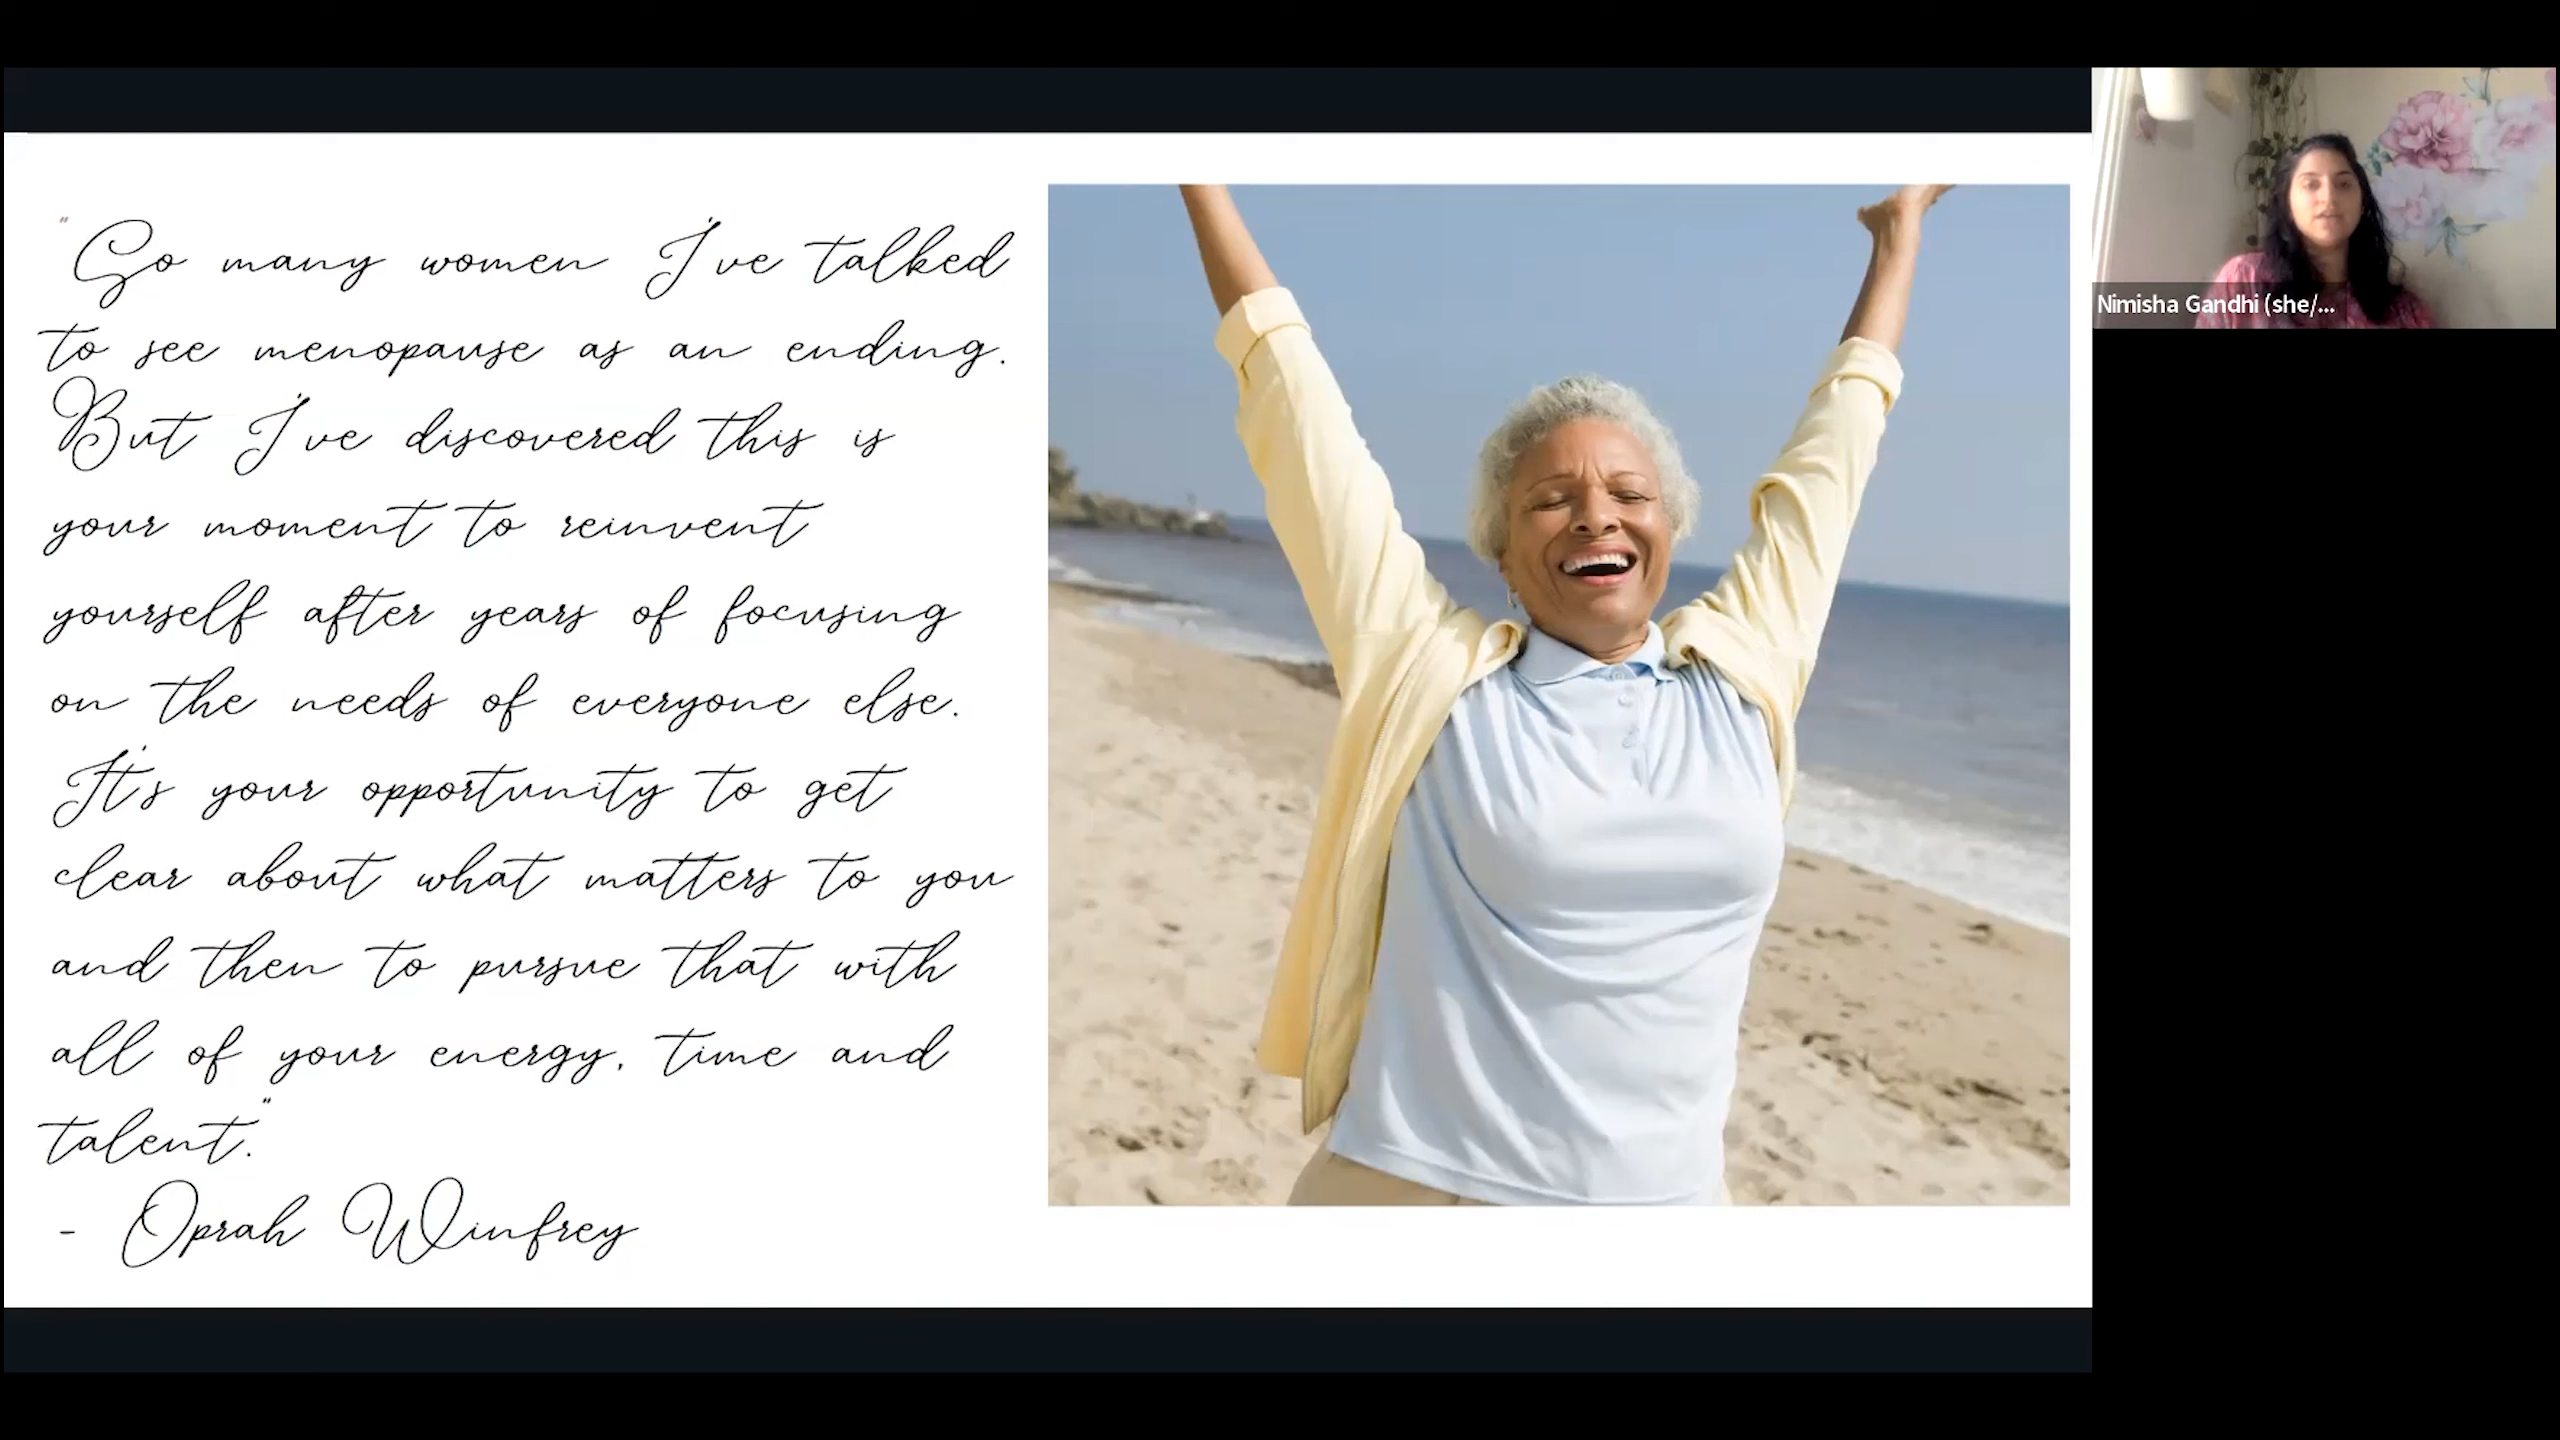 "So many women I've talked
to see menopause as an ending.
But I've discovered this is
your moment to reinvent
yourself after years of focusing
on the needs of everyone else.
It's your opportunity to get
clear about what matters to you
and then to pursue that with
all of your energy, time and
talent."
- Oprah Winfrey
Nimisha Gandhi (she/...